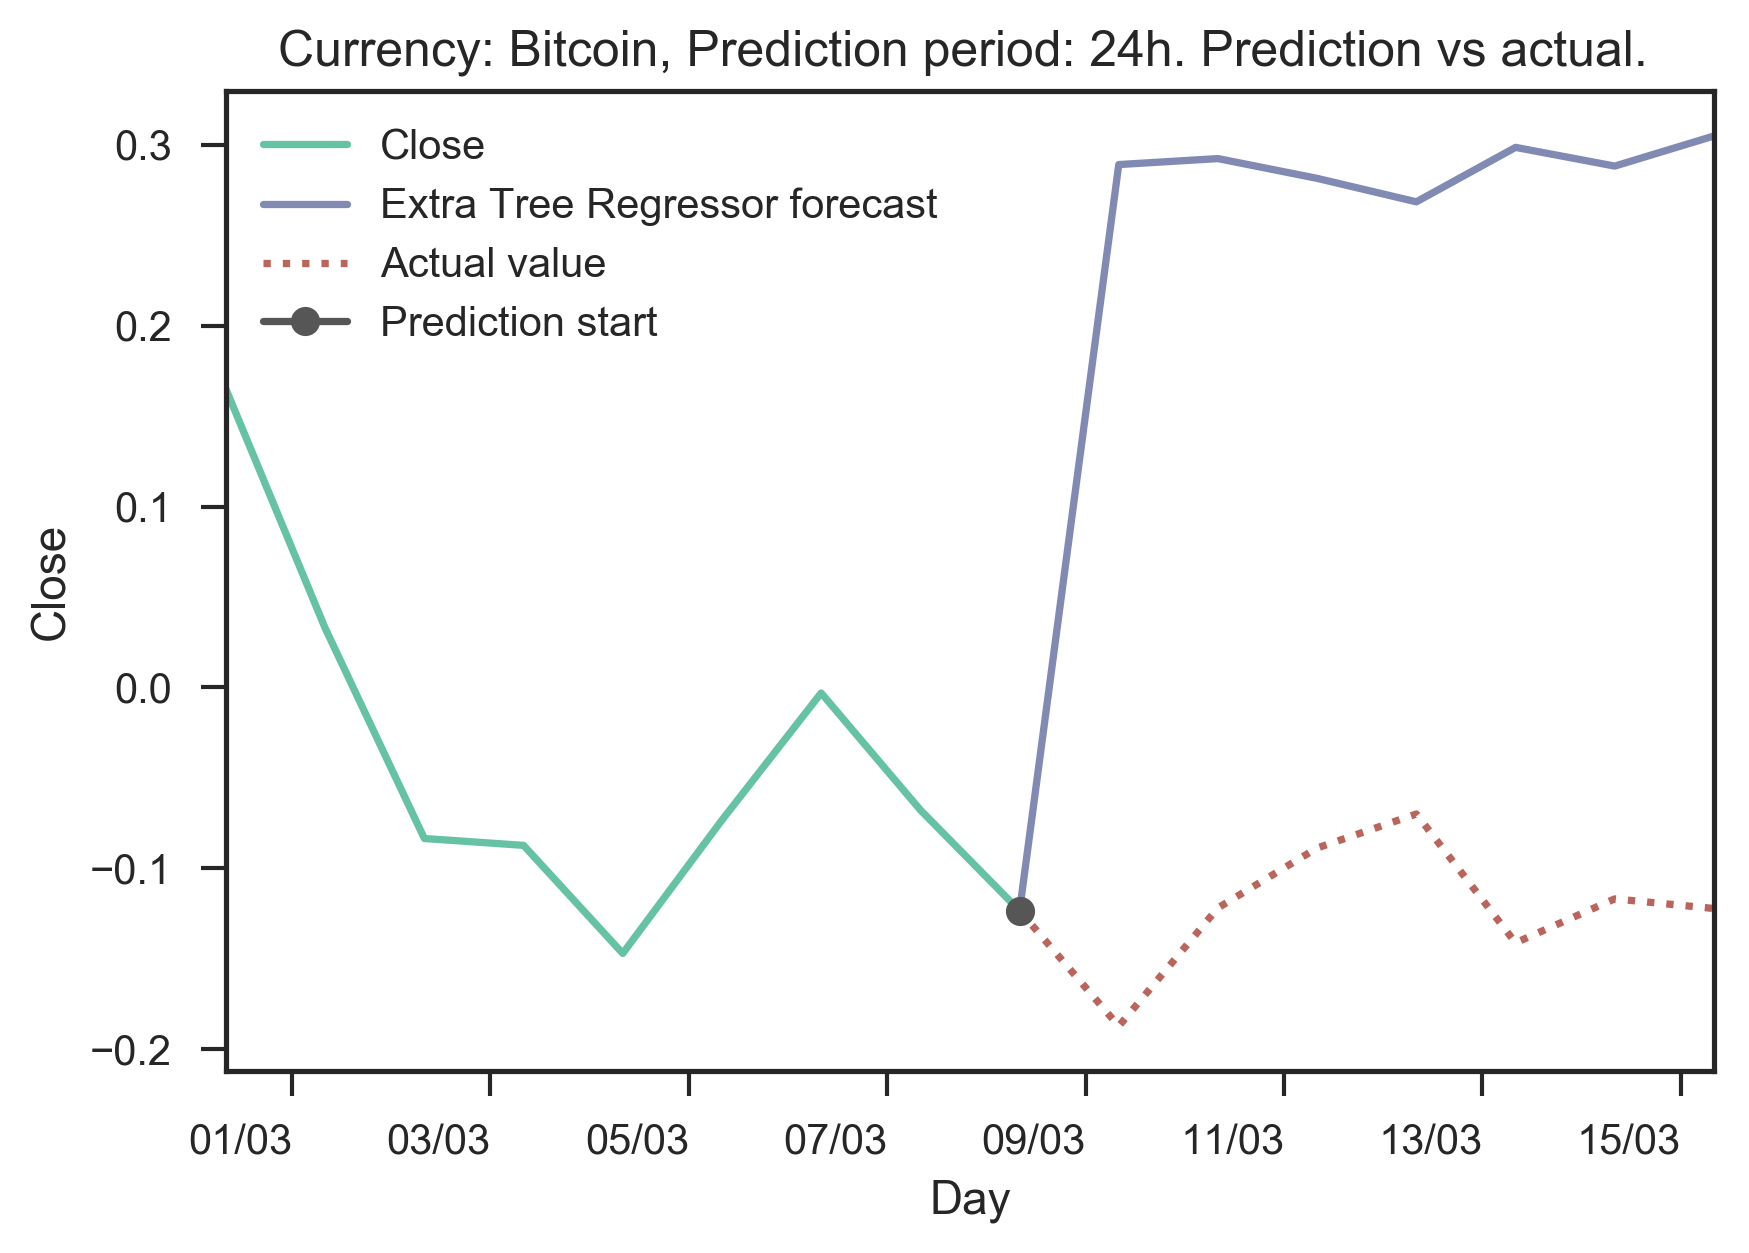 Currency: Bitcoin, Prediction period: 24h. Prediction vs actual.
Close
Extra Tree Regressor forecast
Actual value
Prediction start
0.3
0.2
0.1
0.0
−0.1
−0.2
Close
01/03 03/03 05/03 07/03 09/03 11/03 13/03 15/03
Day